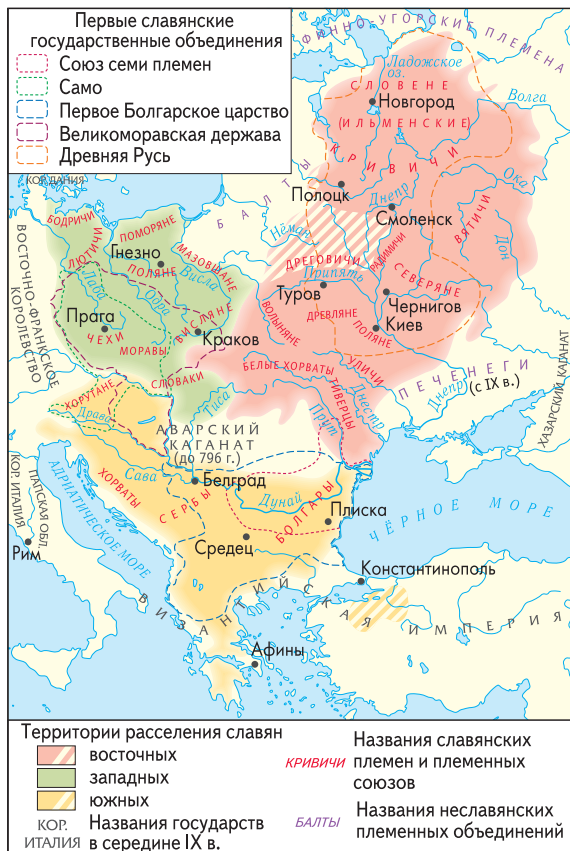 Первые славянские
государственные объединения
Союз семи племен
Само
Первое Болгарское царство
Великоморавская держава
Древняя Русь
ФИННО-УГОРСКИЕ ПЛЕМЕНА
Ладожское
оз.
СЛОВЕНЕ
Новгород
(ИЛЬМЕНСКИЕ)
Волга
КРИВИЧИ
Ока
КОР. ДАНИЯ
БАЛТЫ
Полоцк
Днепр
Смоленск
ВЯТИЧИ
Дон
БОДРИЧИ
ПОМОРЯНЕ
ЛЮТИЧИ
Гнезно
ПОЛЯНЕ
МАЗОВШАНЕ
Висла
Неман
ДРЕГОВИЧИ
РАДИМИЧИ
Припять
СЕВЕРЯНЕ
Туров
Чернигов
ВОСТОЧНО-ФРАНКСКОЕ
КОРОЛЕВСТВО
Лаба
Одра
Прага
ЧЕХИ
ВИСЛЯНЕ
Краков
МОРАВЫ
СЛОВАКИ
ВОЛЫНЯНЕ
ДРЕВЛЯНЕ
ПОЛЯНЕ
Киев
БЕЛЫЕ ХОРВАТЫ
УЛИЧИ
ТИВЕРЦЫ
ПЕЧЕНЕГИ
(с IX в.)
Днепр
Днестр
Прут
ХАЗАРСКИЙ КАГАНАТ
ХОРУТАНЕ
Драва
Тиса
АВАРСКИЙ
КАГАНАТ
(до 796 г.)
Сава
Белград
ХОРВАТЫ
СЕРБЫ
Дунай
БОЛГАРЫ
Плиска
Средец
ЧЁРНОЕ МОРЕ
КОР. ИТАЛИЯ
ПАПСКАЯ ОБЛ.
Рим
АДРИАТИЧЕСКОЕ МОРЕ
Константинополь
ВИЗАНТИЙСКАЯ ИМПЕРИЯ
Афины
Территории расселения славян
восточных
западных
южных
КОР.
ИТАЛИЯ
Названия государств
в середине IX в.
КРИВИЧИ
Названия славянских
племен и племенных
союзов
БАЛТЫ
Названия неславянских
племенных объединений